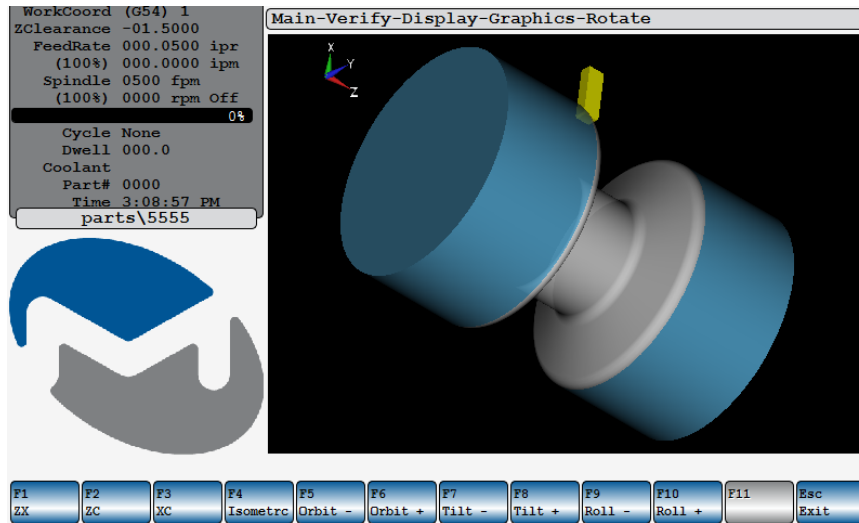 WorkCoord (G54) 1
ZClearance -01.5000
FeedRate 000.0500 ipr
(100%) 000.0000 ipm
Spindle 0500 fpm
(100%) 0000 rpm Off
0%
Cycle None
Dwell 000.0
Coolant
Part# 0000
Time 3:08:57 PM
parts\5555
Main-Verify-Display-Graphics-Rotate
X
Y
Z
F1 F2 F3 F4 F5 F6 F7 F8 F9 F10 F11 Esc
ZX ZC XC Isometrc Orbit - Orbit + Tilt - Tilt + Roll - Roll + Exit